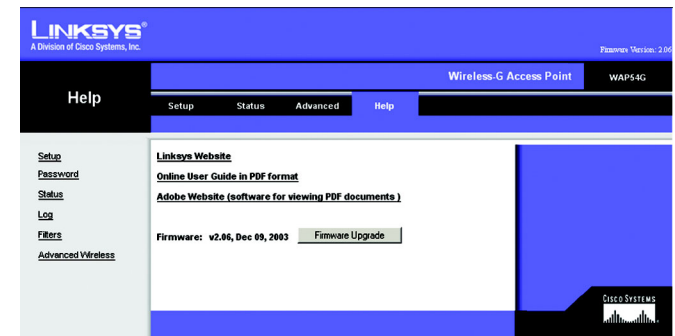 LINKSYS®
A Division of Cisco Systems, Inc.
Firmware Version: 2.06
Wireless-G Access Point WAP54G
Help
Setup Status Advanced Help
Setup
Password
Status
Log
Filters
Advanced Wireless
Linksys Website
Online User Guide in PDF format
Adobe Website (software for viewing PDF documents )
Firmware: v2.06, Dec 09, 2003 Firmware Upgrade
CISCO SYSTEMS